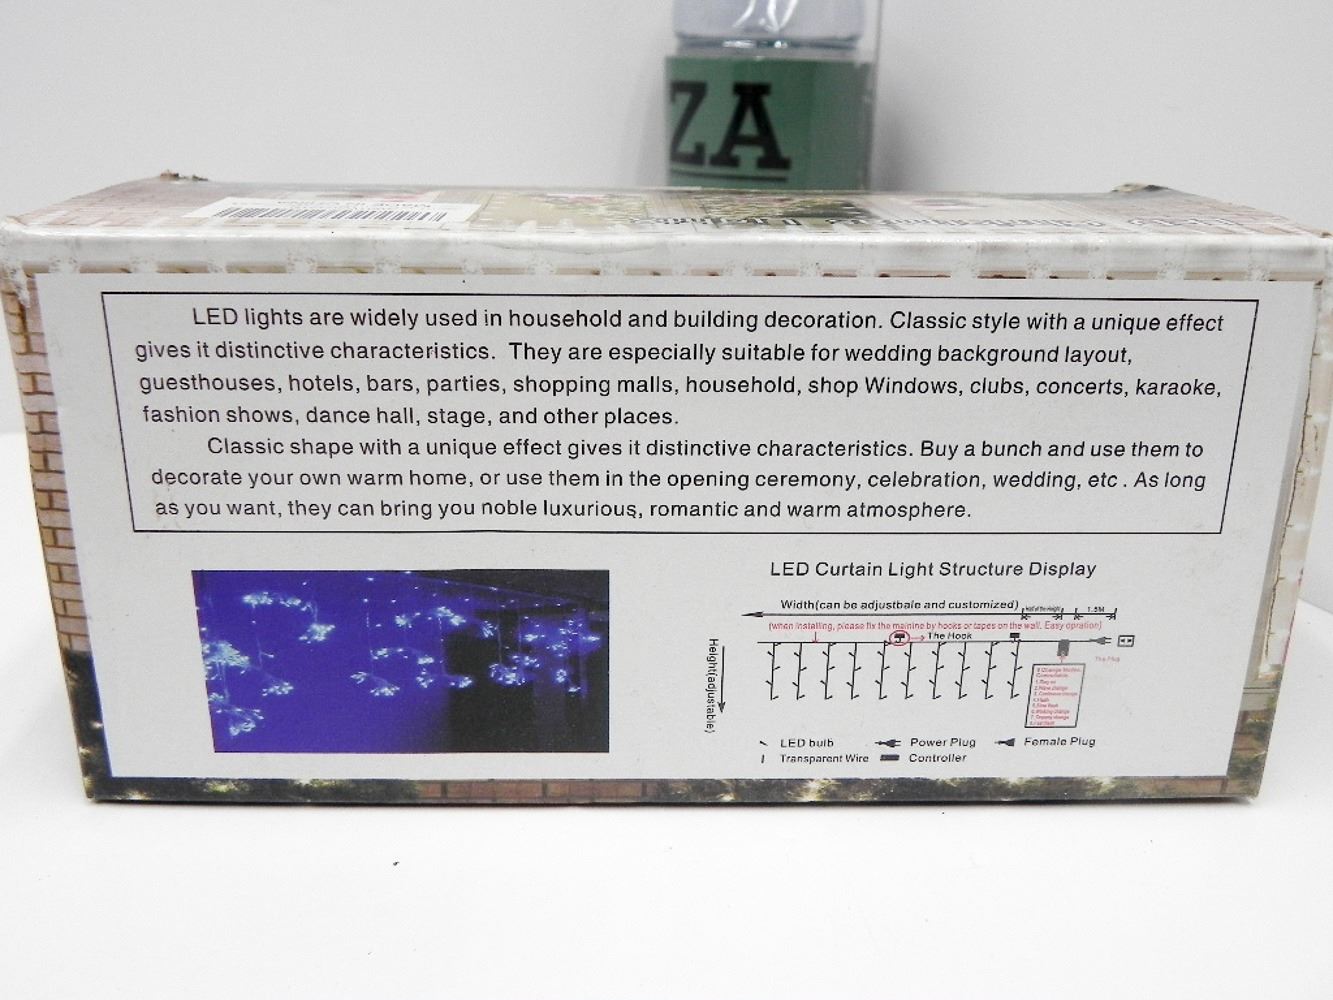 ZA
LED lights are widely used in household and building decoration. Classic style with a unique effect
gives it distinctive characteristics. They are especially suitable for wedding background layout,
guesthouses, hotels, bars, parties, shopping malls, household, shop Windows, clubs, concerts, karaoke,
fashion shows, dance hall, stage, and other places.
Classic shape with a unique effect gives it distinctive characteristics. Buy a bunch and use them to
decorate your own warm home, or use them in the opening ceremony, celebration, wedding, etc . As long
as you want, they can bring you noble luxurious, romantic and warm atmosphere.
LED Curtain Light Structure Display
Width(can be adjustbale and customized)
1.5M
(when installing, please fix the mainine by hooks or tapes on the wall. Easy opration)
The Hook
The Plug
Height(adjustable)
LED bulb
Power Plug
Female Plug
Transparent Wire
Controller